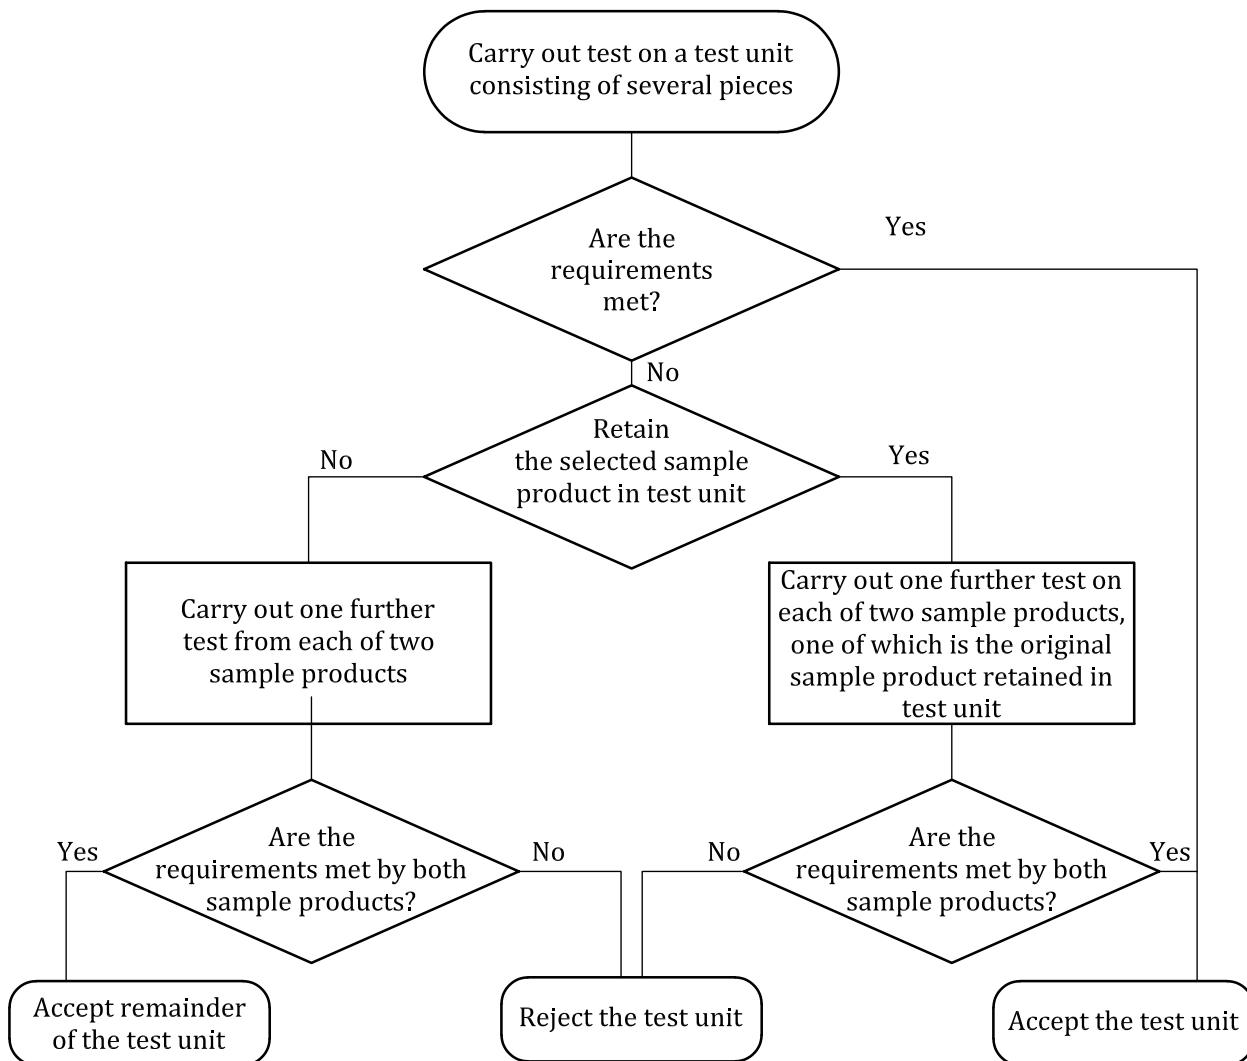 Carry out test on a test unit
consisting of several pieces
Are the
requirements
met?
Yes
No
Retain
the selected sample
product in test unit
No
Yes
Carry out one further
test from each of two
sample products
Carry out one further test on
each of two sample products,
one of which is the original
sample product retained in
test unit
Are the
requirements met by both
sample products?
Yes
No
Are the
requirements met by both
sample products?
No
Yes
Accept remainder
of the test unit
Reject the test unit
Accept the test unit